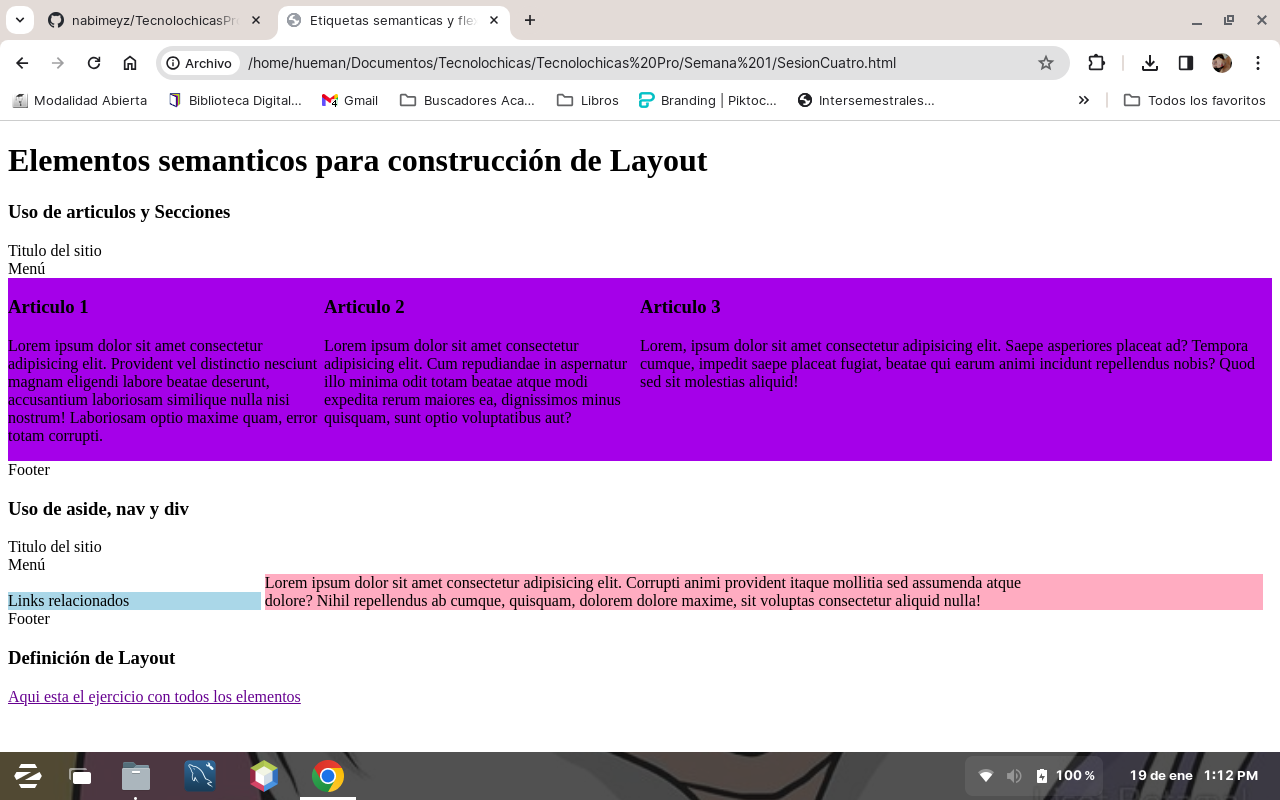 nabimeyz/TecnolochicasPr
Etiquetas semanticas y fle
Archivo
/home/hueman/Documentos/Tecnolochicas/Tecnolochicas%20Pro/Semana%201/SesionCuatro.html
Modalidad Abierta
Biblioteca Digital...
Gmail
Buscadores Aca...
Libros
Branding | Piktoc...
Intersemestrales...
Todos los favoritos
Elementos semanticos para construcción de Layout
Uso de articulos y Secciones
Titulo del sitio
Menú
Articulo 1
Lorem ipsum dolor sit amet consectetur
adipisicing elit. Provident vel distinctio nesciunt
magnam eligendi labore beatae deserunt,
accusantium laboriosam similique nulla nisi
nostrum! Laboriosam optio maxime quam, error
totam corrupti.
Articulo 2
Lorem ipsum dolor sit amet consectetur
adipisicing elit. Cum repudiandae in aspernatur
illo minima odit totam beatae atque modi
expedita rerum maiores ea, dignissimos minus
quisquam, sunt optio voluptatibus aut?
Articulo 3
Lorem, ipsum dolor sit amet consectetur adipisicing elit. Saepe asperiores placeat ad? Tempora
cumque, impedit saepe placeat fugiat, beatae qui earum animi incidunt repellendus nobis? Quod
sed sit molestias aliquid!
Footer
Uso de aside, nav y div
Titulo del sitio
Menú
Links relacionados
Lorem ipsum dolor sit amet consectetur adipisicing elit. Corrupti animi provident itaque mollitia sed assumenda atque
dolore? Nihil repellendus ab cumque, quisquam, dolorem dolore maxime, sit voluptas consectetur aliquid nulla!
Footer
Definición de Layout
Aqui esta el ejercicio con todos los elementos
100 %
19 de ene
1:12 PM